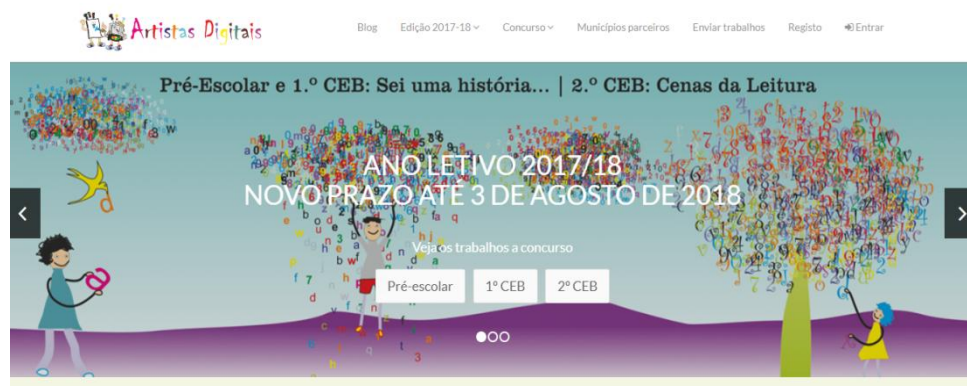 Artistas Digitais
Blog Edição 2017-18 Concurso Municípios parceiros Enviar trabalhos Registo Entrar
Pré-Escolar e 1.º CEB: Sei uma história... | 2.º CEB: Cenas da Leitura
ANO LETIVO 2017/18
NOVO PRAZO ATÉ 3 DE AGOSTO DE 2018
Veja os trabalhos a concurso
Pré-escolar 1º CEB 2º CEB